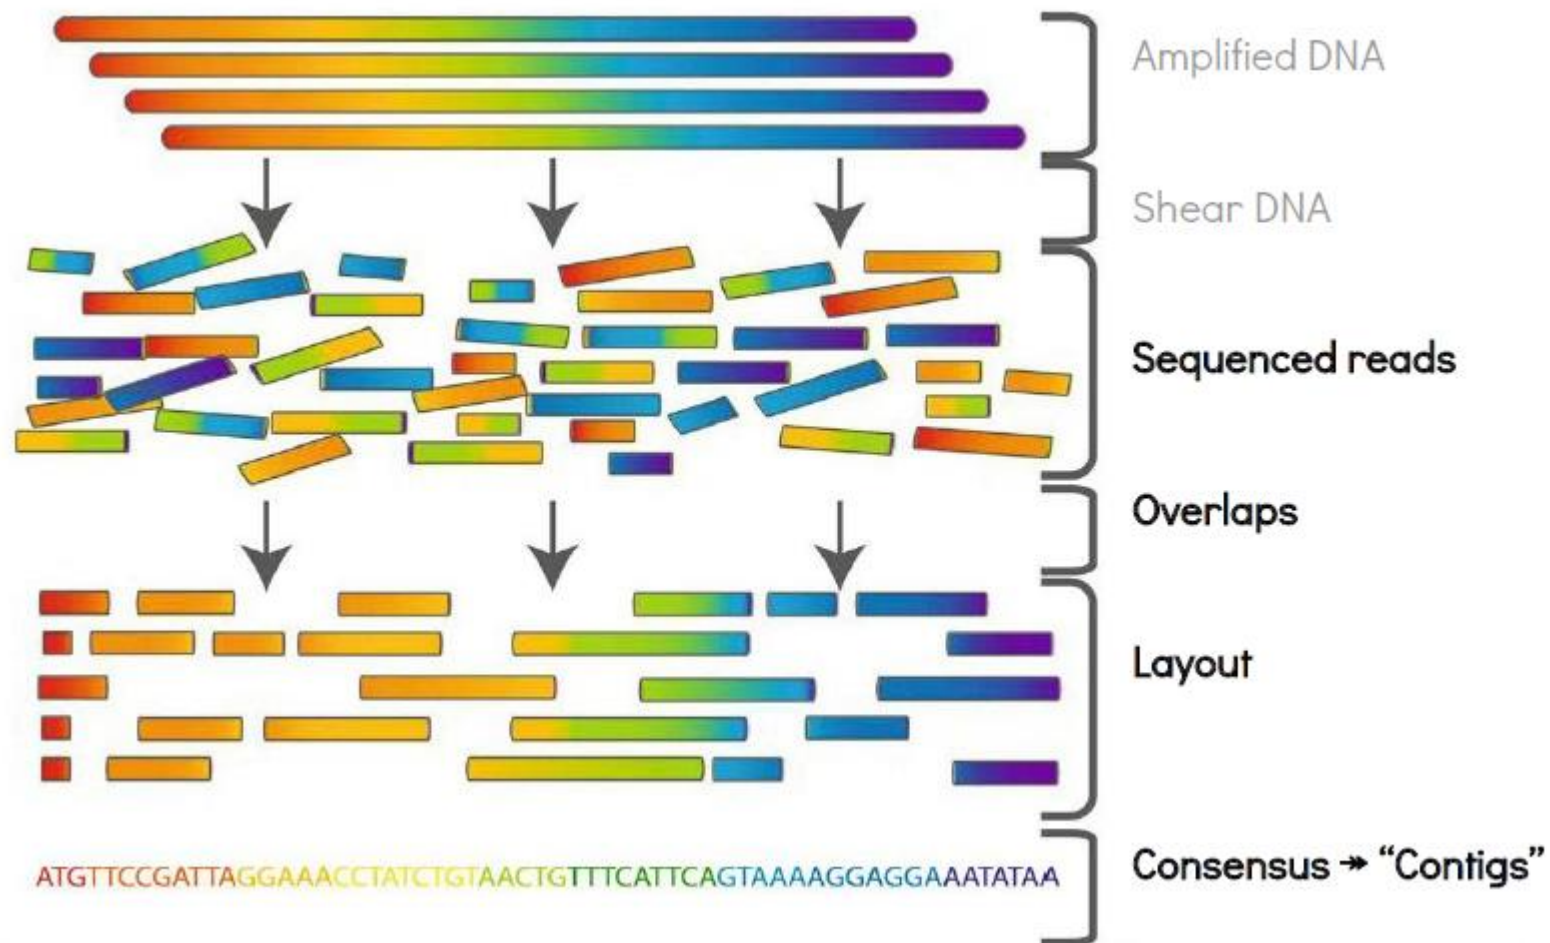 Amplified DNA
Shear DNA
Sequenced reads
Overlaps
Layout
Consensus ↠ “Contigs”
ATGTTCCGATTAGGAAACCTATCTGTAACTGTTTCATTCAGTAAAAGGAGGAAATATAA